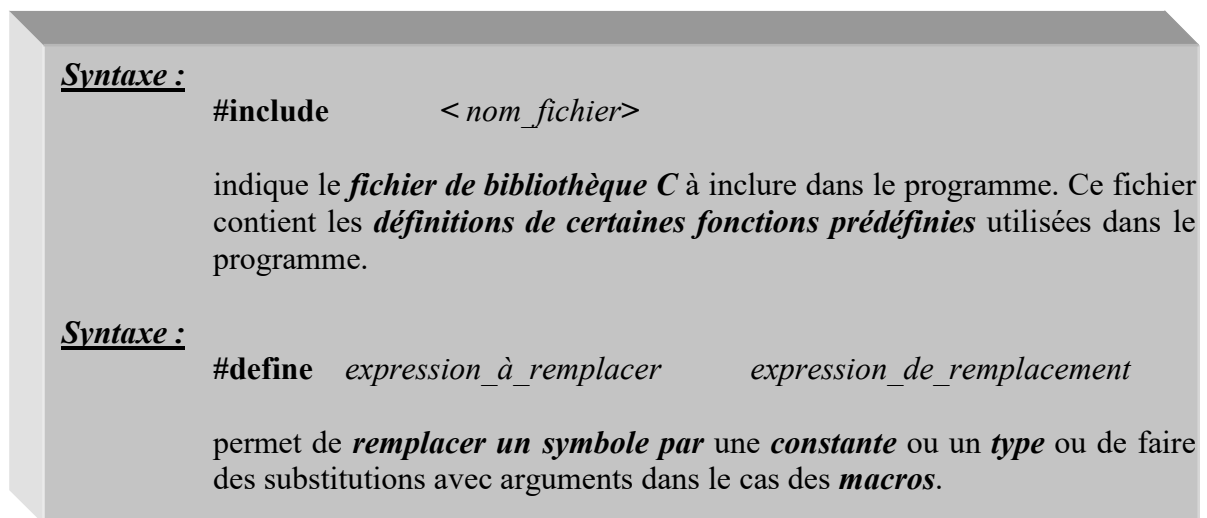 Syntaxe :
#include < nom_fichier>
indique le fichier de bibliothèque C à inclure dans le programme. Ce fichier
contient les définitions de certaines fonctions prédéfinies utilisées dans le
programme.
Syntaxe :
#define expression_à_remplacer expression_de_remplacement
permet de remplacer un symbole par une constante ou un type ou de faire
des substitutions avec arguments dans le cas des macros.